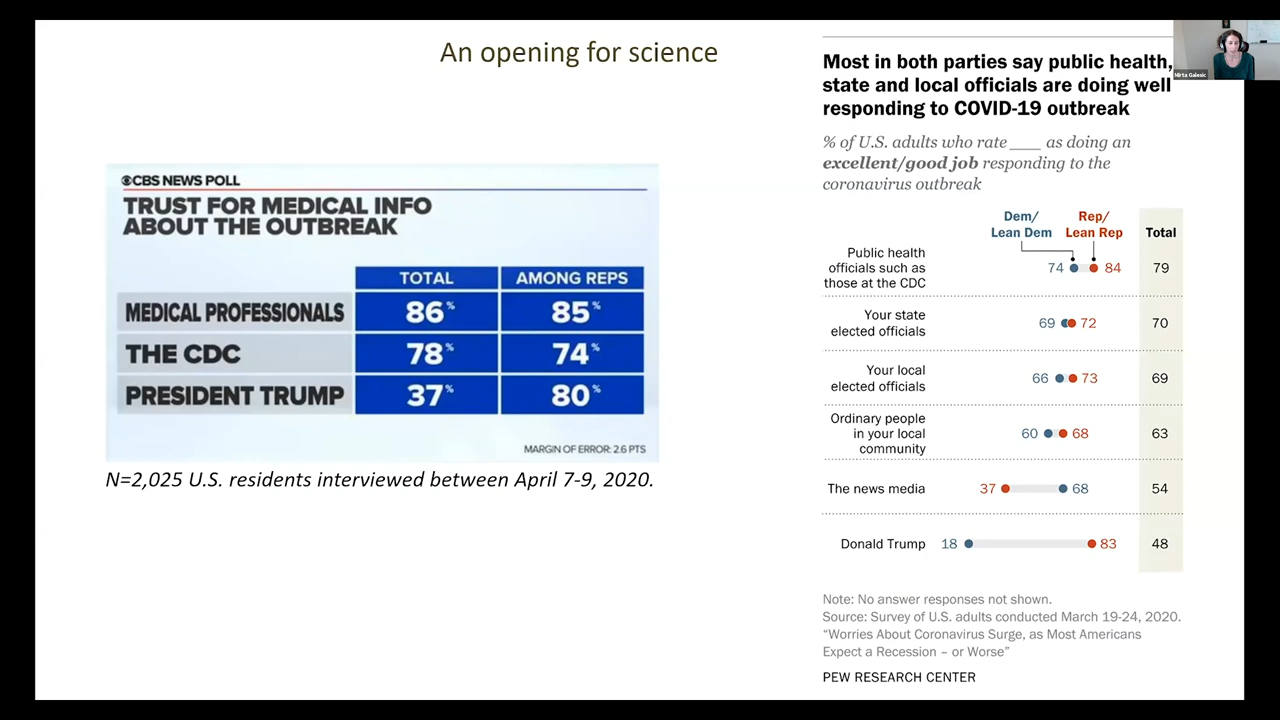 An opening for science
CBS NEWS POLL
TRUST FOR MEDICAL INFO
ABOUT THE OUTBREAK
TOTAL AMONG REPS
MEDICAL PROFESSIONALS 86% 85%
THE CDC 78% 74%
PRESIDENT TRUMP 37% 80%
MARGIN OF ERROR: 2.6 PTS
N=2,025 U.S. residents interviewed between April 7-9, 2020.
Most in both parties say public health,
state and local officials are doing well
responding to COVID-19 outbreak
% of U.S. adults who rate ___ as doing an
excellent/good job responding to the
coronavirus outbreak
Dem/ Rep/
Lean Dem Lean Rep Total
Public health
officials such as 74 84 79
those at the CDC
Your state 69 72 70
elected officials
Your local 66 73 69
elected officials
Ordinary people
in your local 60 68 63
community
The news media 37 68 54
Donald Trump 18 83 48
Note: No answer responses not shown.
Source: Survey of U.S. adults conducted March 19-24, 2020.
“Worries About Coronavirus Surge, as Most Americans
Expect a Recession – or Worse”
PEW RESEARCH CENTER
Mirta Galesic